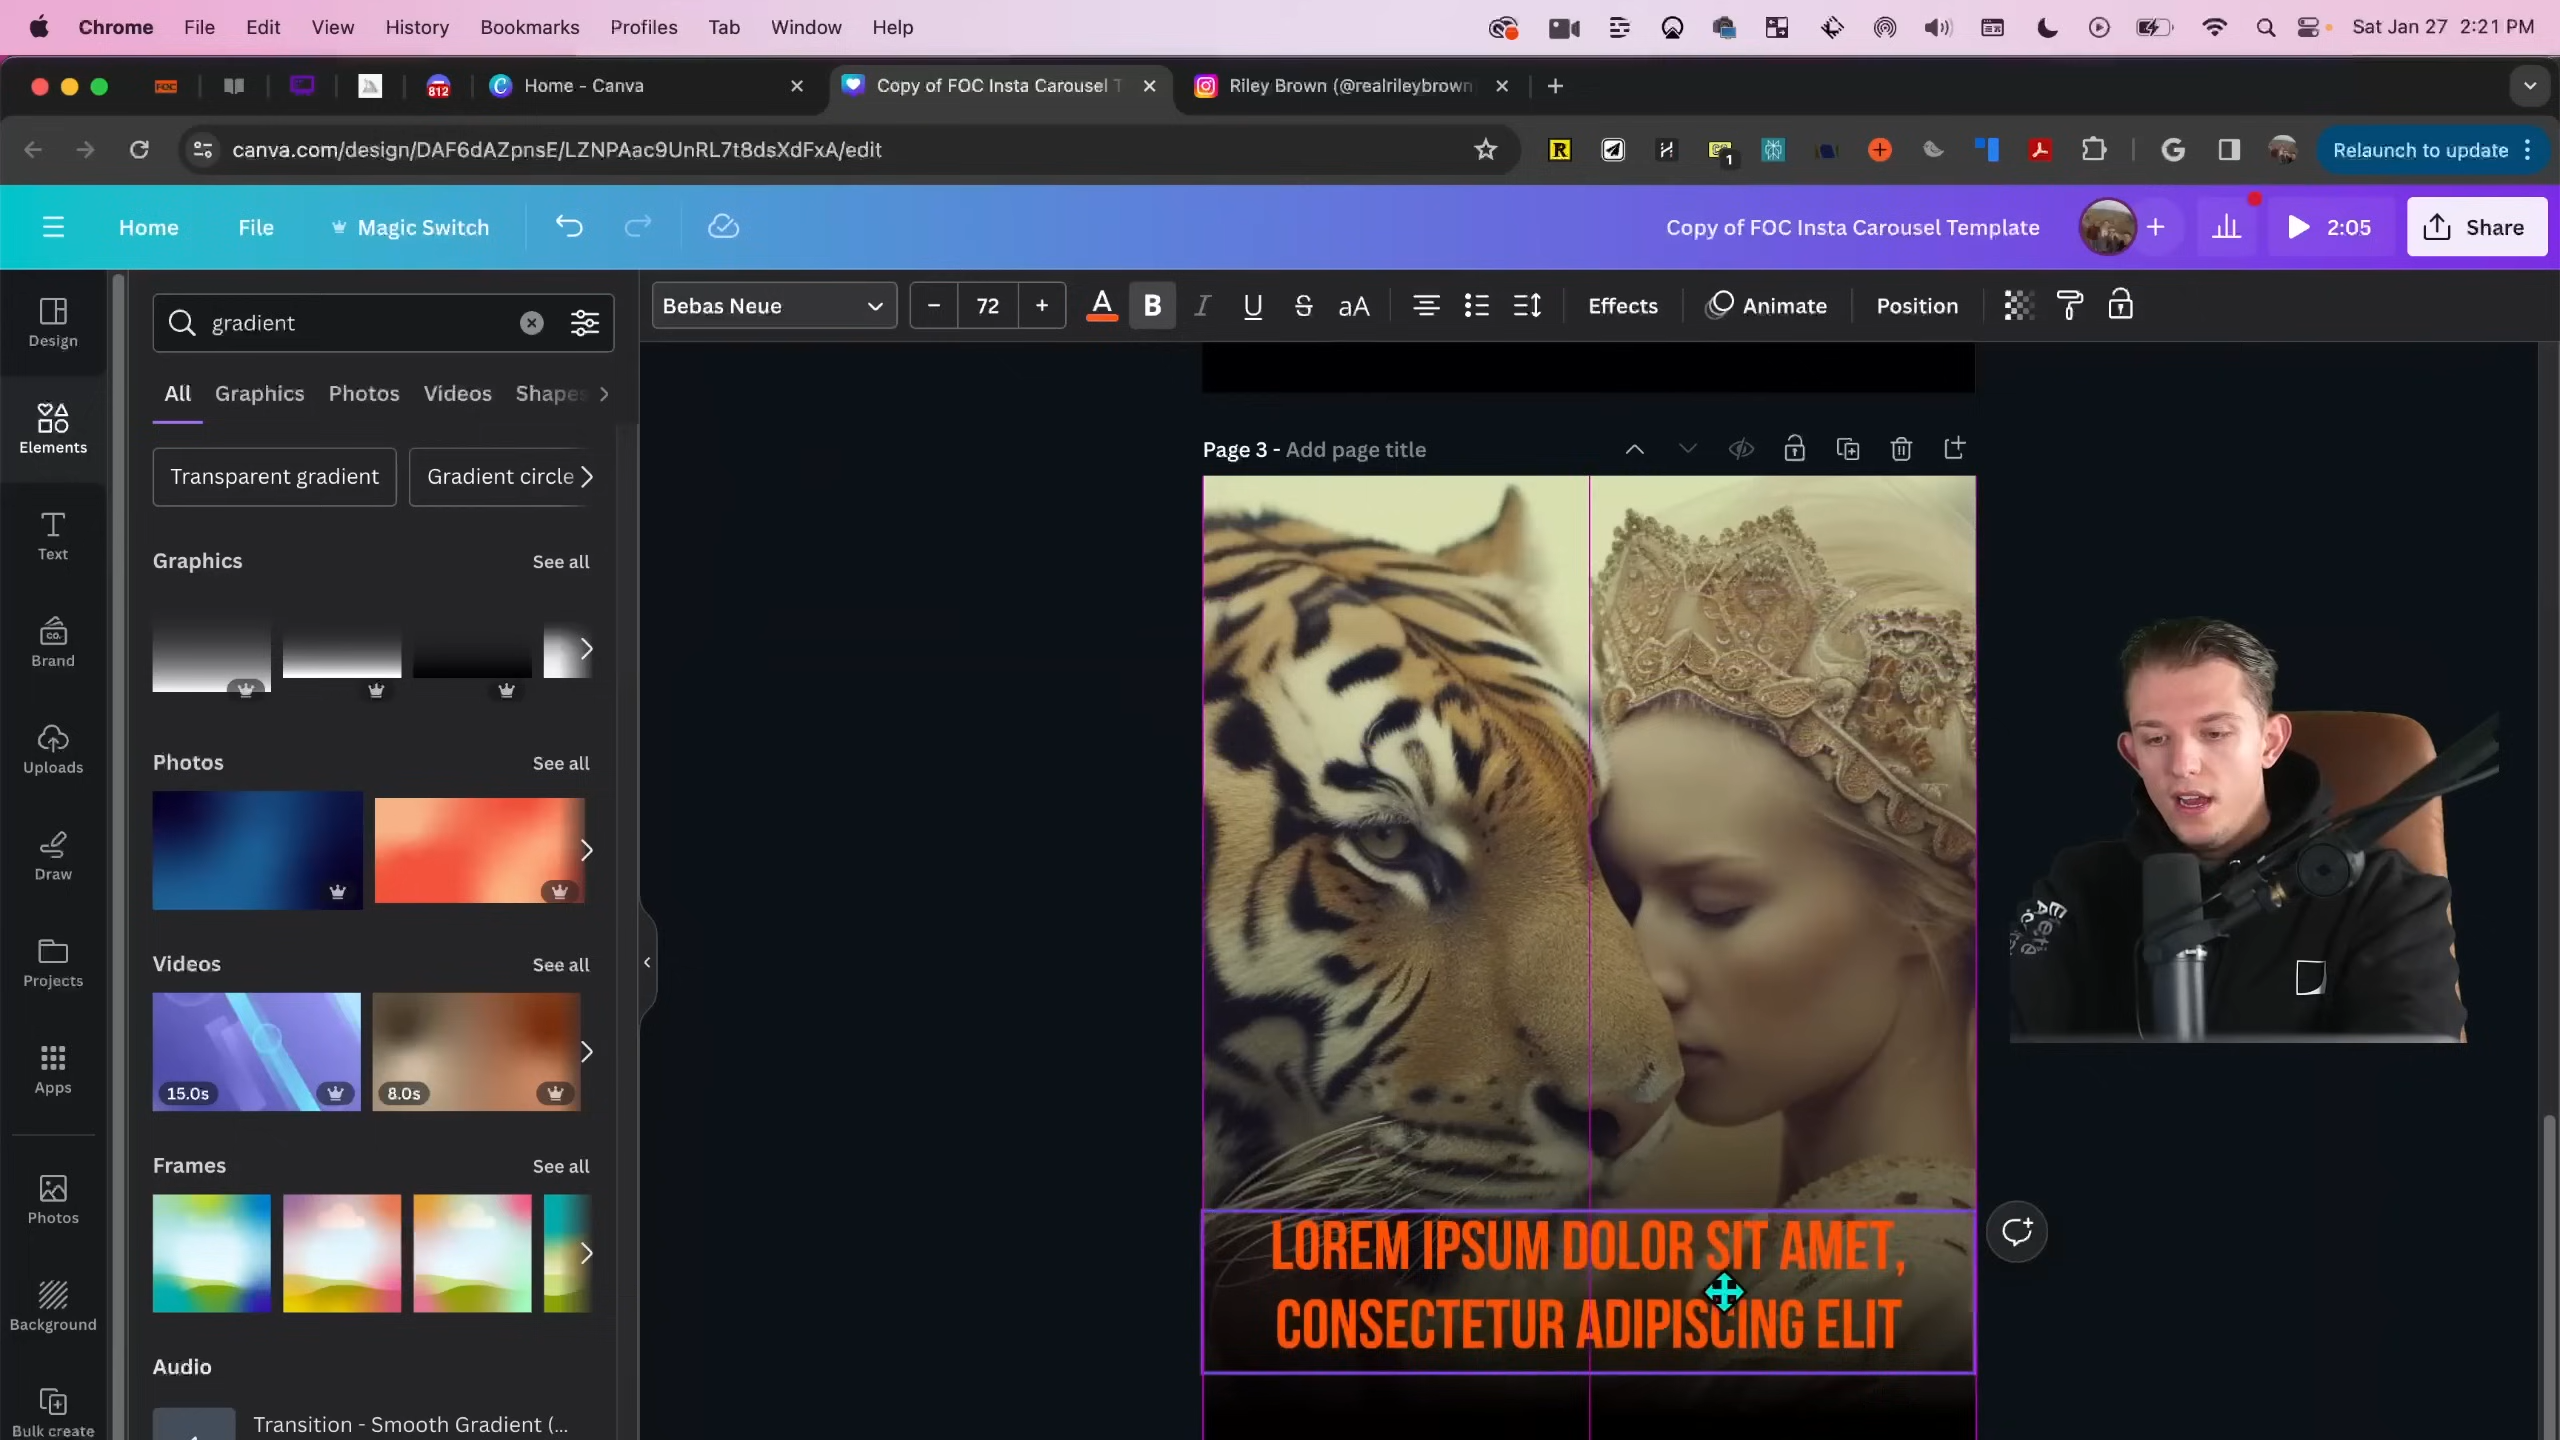 Chrome File Edit View History Bookmarks Profiles Tab Window Help Sat Jan 27 2:21 PM
FOC 812 Home - Canva Copy of FOC Insta Carousel T Riley Brown (@realrileybrown
canva.com/design/DAF6dAZpnsE/LZNPAac9UnRL7t8dsXdFxA/edit 1 Relaunch to update
Home File Magic Switch Copy of FOC Insta Carousel Template 2:05 Share
Bebas Neue 72 A B I U S aA Effects Animate Position
gradient
Design
All Graphics Photos Videos Shapes
Elements
Transparent gradient Gradient circle
Page 3 - Add page title
Text
Graphics See all
Brand
Uploads
Photos See all
Draw
Videos See all
Projects
Apps
15.0s 8.0s
Frames See all
Photos
LOREM IPSUM DOLOR SIT AMET,
CONSECTETUR ADIPISCING ELIT
Background
Audio
Bulk create
Transition - Smooth Gradient (...